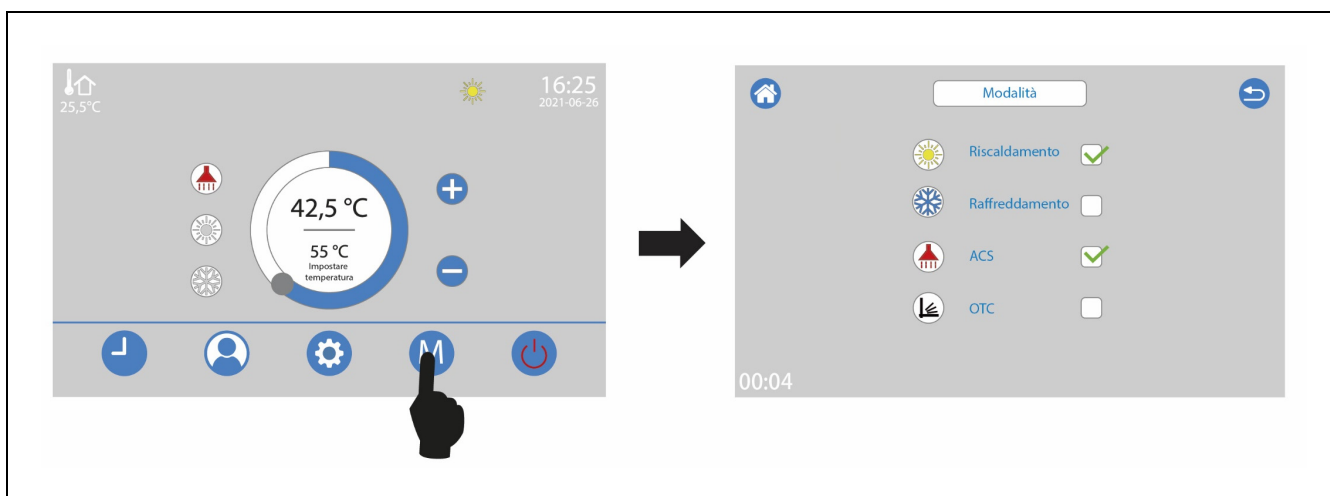 25,5°C
16:25
2021-06-26
42,5 °C
55 °C
Impostare
temperatura
M
Modalità
Riscaldamento
Raffreddamento
ACS
OTC
00:04